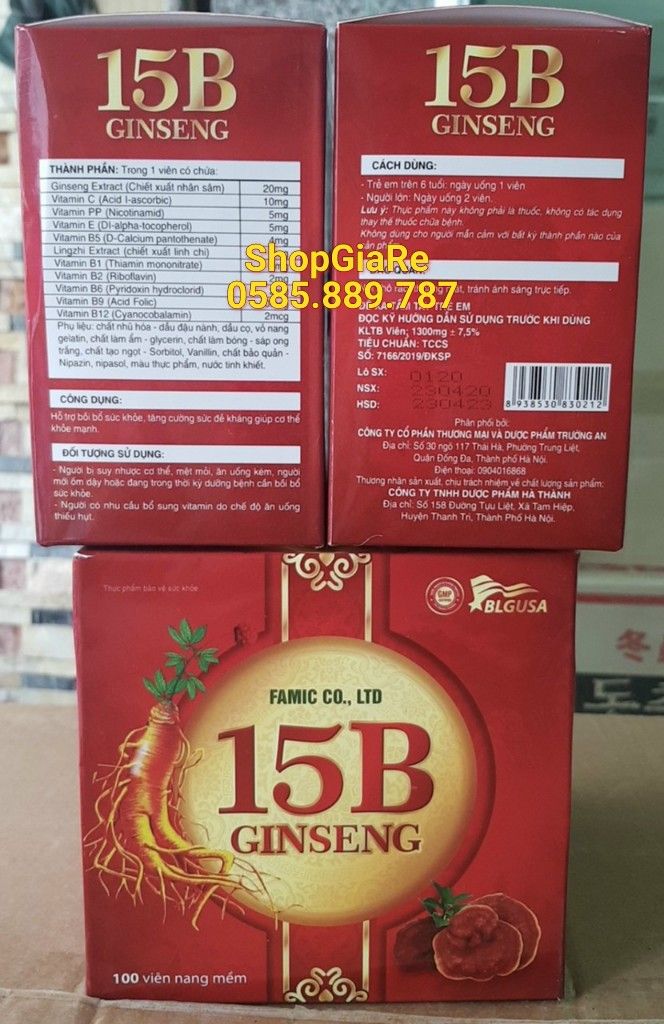 15B
GINSENG
THÀNH PHẦN: Trong 1 viên có chứa:
Ginseng Extract (Chiết xuất nhân sâm) 20mg
Vitamin C (Acid l-ascorbic) 10mg
Vitamin PP (Nicotinamid) 5mg
Vitamin E (Dl-alpha-tocopherol) 5mg
Vitamin B5 (D-Calcium pantothenate) 4mg
Lingzhi Extract (chiết xuất linh chi)
Vitamin B1 (Thiamin mononitrate)
Vitamin B2 (Riboflavin) 2mg
Vitamin B6 (Pyridoxin hydroclorid)
Vitamin B9 (Acid Folic)
Vitamin B12 (Cyanocobalamin) 2mcg
Phụ liệu: chất nhũ hóa - dầu đậu nành, dầu cọ, vỏ nang
gelatin, chất làm ẩm - glycerin, chất làm bóng - sáp ong
trắng, chất tạo ngọt - Sorbitol, Vanillin, chất bảo quản -
Nipazin, nipasol, màu thực phẩm, nước tinh khiết.
CÔNG DỤNG:
Hỗ trợ bồi bổ sức khỏe, tăng cường sức đề kháng giúp cơ thể
khỏe mạnh.
ĐỐI TƯỢNG SỬ DỤNG:
- Người bị suy nhược cơ thể, mệt mỏi, ăn uống kém, người
mới ốm dậy hoặc đang trong thời kỳ dưỡng bệnh cần bồi bổ
sức khỏe.
- Người có nhu cầu bổ sung vitamin do chế độ ăn uống
thiếu hụt.
15B
GINSENG
CÁCH DÙNG:
- Trẻ em trên 6 tuổi: ngày uống 1 viên
- Người lớn: Ngày uống 2 viên.
Lưu ý: Thực phẩm này không phải là thuốc, không có tác dụng
thay thế thuốc chữa bệnh.
Không dùng cho người mẫn cảm với bất kỳ thành phần nào của
sản phẩm
mát, tránh ánh sáng trực tiếp.
ĐỂ XA TẦM TAY TRẺ EM
ĐỌC KỸ HƯỚNG DẪN SỬ DỤNG TRƯỚC KHI DÙNG
KLTB Viên: 1300mg ± 7,5%
TIÊU CHUẨN: TCCS
SỐ: 7166/2019/ĐKSP
Lô SX: 0120
NSX: 230420
HSD: 230423
8 938530 830212
Phân phối bởi:
CÔNG TY CỔ PHẦN THƯƠNG MẠI VÀ DƯỢC PHẨM TRƯỜNG AN
Địa chỉ: Số 30 ngõ 117 Thái Hà, Phường Trung Liệt,
Quận Đống Đa, Thành phố Hà Nội.
Điện thoại: 0904016868
Thương nhân sản xuất, chịu trách nhiệm về chất lượng sản phẩm:
CÔNG TY TNHH DƯỢC PHẨM HÀ THÀNH
Địa chỉ: Số 158 Đường Tựu Liệt, Xã Tam Hiệp,
Huyện Thanh Trì, Thành Phố Hà Nội.
ShopGiaRe
0585.889.787
Thực phẩm bảo vệ sức khỏe
GMP
BLGUSA
FAMIC CO., LTD
15B
GINSENG
100 viên nang mềm
冬